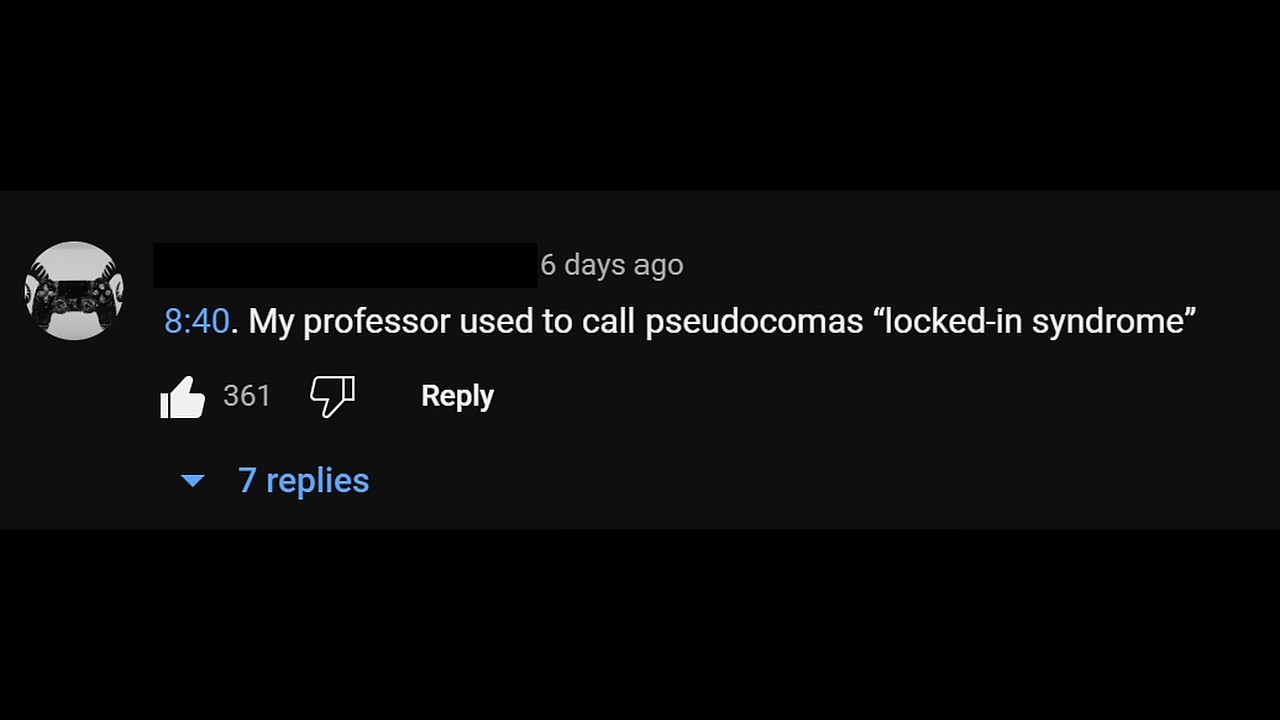 6 days ago
8:40. My professor used to call pseudocomas “locked-in syndrome”
361 Reply
7 replies